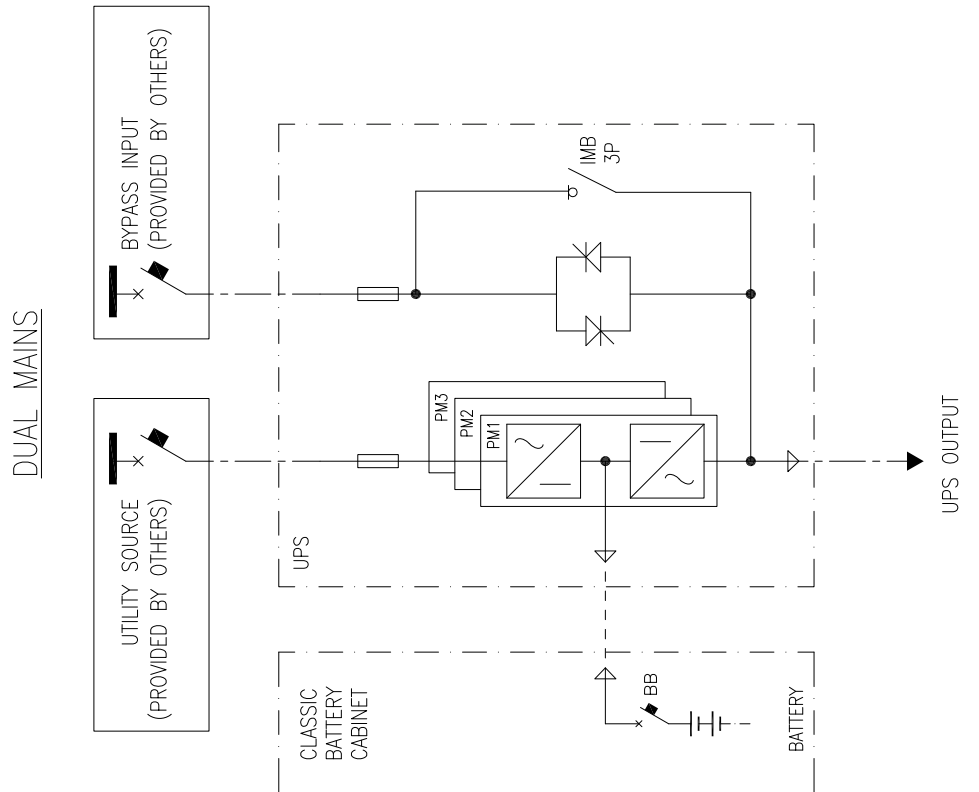 DUAL MAINS
UTILITY SOURCE
(PROVIDED BY OTHERS)
BYPASS INPUT
(PROVIDED BY OTHERS)
UPS
PM3
PM2
PM1
IMB
3P
CLASSIC
BATTERY
CABINET
BB
BATTERY
UPS OUTPUT